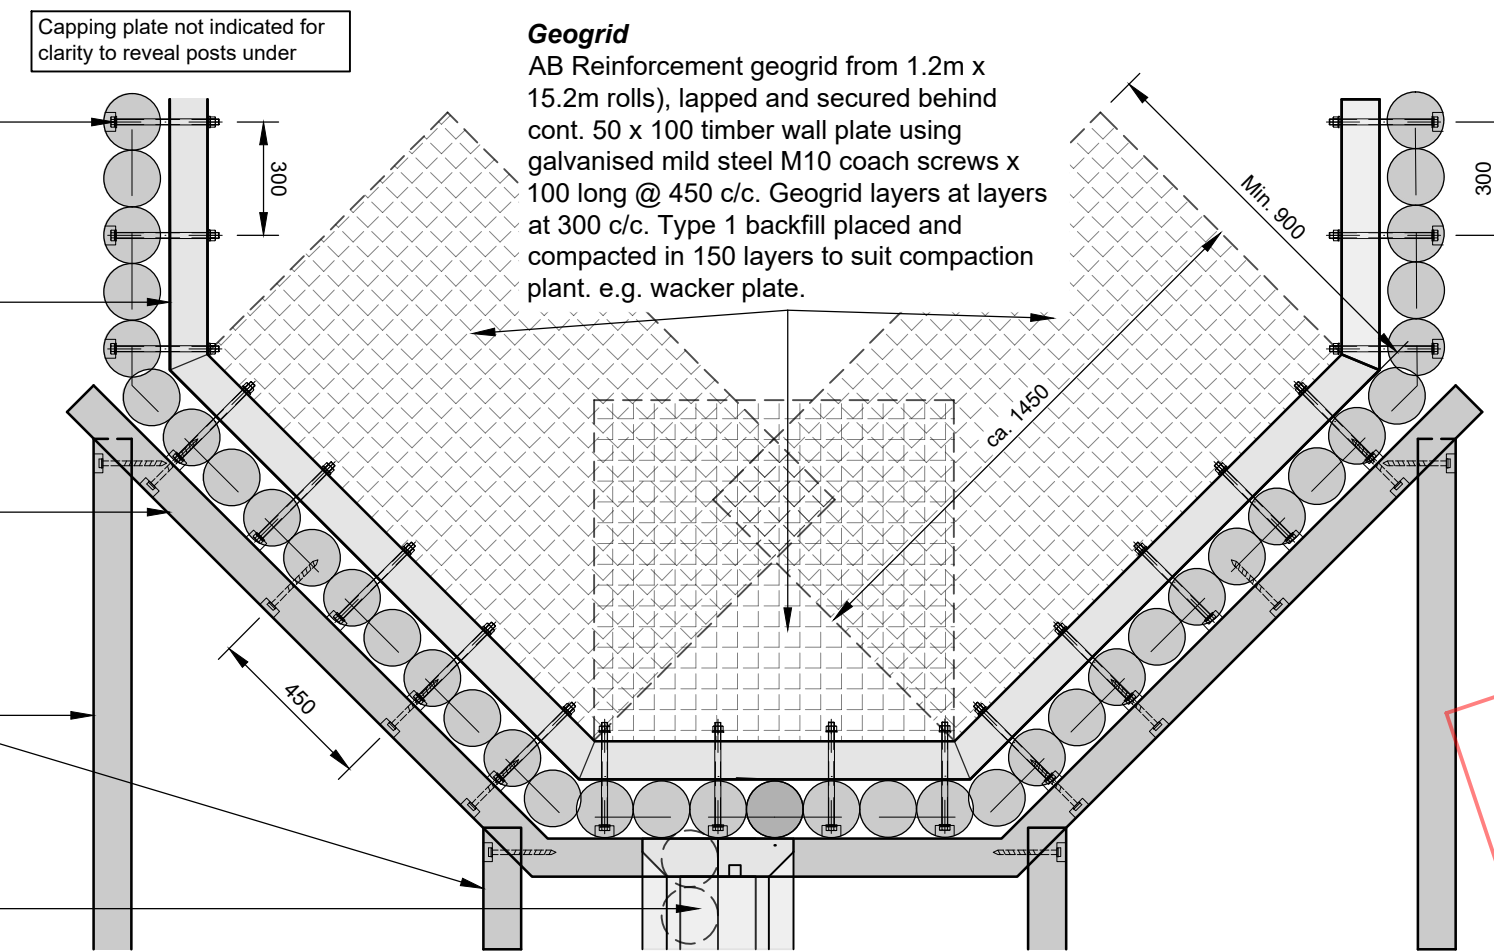 Capping plate not indicated for
clarity to reveal posts under
Geogrid
AB Reinforcement geogrid from 1.2m x
15.2m rolls), lapped and secured behind
cont. 50 x 100 timber wall plate using
galvanised mild steel M10 coach screws x
100 long @ 450 c/c. Geogrid layers at layers
at 300 c/c. Type 1 backfill placed and
compacted in 150 layers to suit compaction
plant. e.g. wacker plate.
300
Min. 900
300
ca. 1450
450